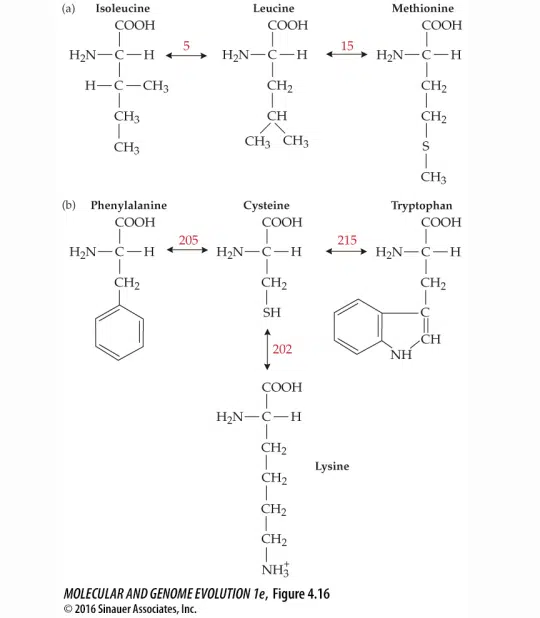 (a) Isoleucine Leucine Methionine
COOH COOH COOH
H₂N—C—H 5 H₂N—C—H 15 H₂N—C—H
H—C—CH₃ CH₂ CH₂
CH₃ CH CH₂
CH₃ CH₃ CH₃ S
CH₃
(b) Phenylalanine Cysteine Tryptophan
COOH COOH COOH
H₂N—C—H 205 H₂N—C—H 215 H₂N—C—H
CH₂ CH₂ CH₂
SH C
CH
NH
202
COOH
H₂N—C—H
CH₂
Lysine
CH₂
CH₂
CH₂
NH₃⁺
MOLECULAR AND GENOME EVOLUTION 1e, Figure 4.16
© 2016 Sinauer Associates, Inc.